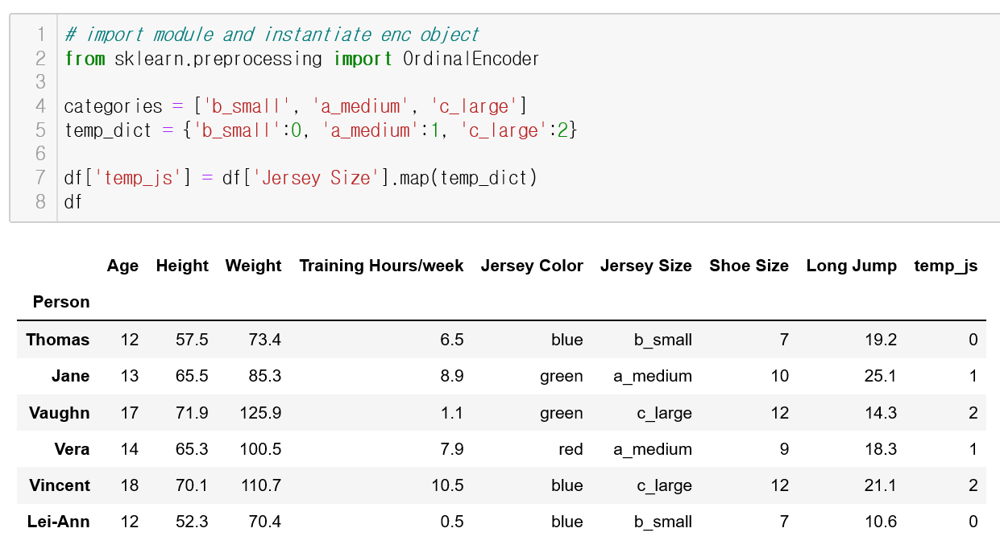 1 # import module and instantiate enc object
2 from sklearn.preprocessing import OrdinalEncoder
3
4 categories = ['b_small', 'a_medium', 'c_large']
5 temp_dict = {'b_small':0, 'a_medium':1, 'c_large':2}
6
7 df['temp_js'] = df['Jersey Size'].map(temp_dict)
8 df
Age Height Weight Training Hours/week Jersey Color Jersey Size Shoe Size Long Jump temp_js
Person
Thomas 12 57.5 73.4 6.5 blue b_small 7 19.2 0
Jane 13 65.5 85.3 8.9 green a_medium 10 25.1 1
Vaughn 17 71.9 125.9 1.1 green c_large 12 14.3 2
Vera 14 65.3 100.5 7.9 red a_medium 9 18.3 1
Vincent 18 70.1 110.7 10.5 blue c_large 12 21.1 2
Lei-Ann 12 52.3 70.4 0.5 blue b_small 7 10.6 0